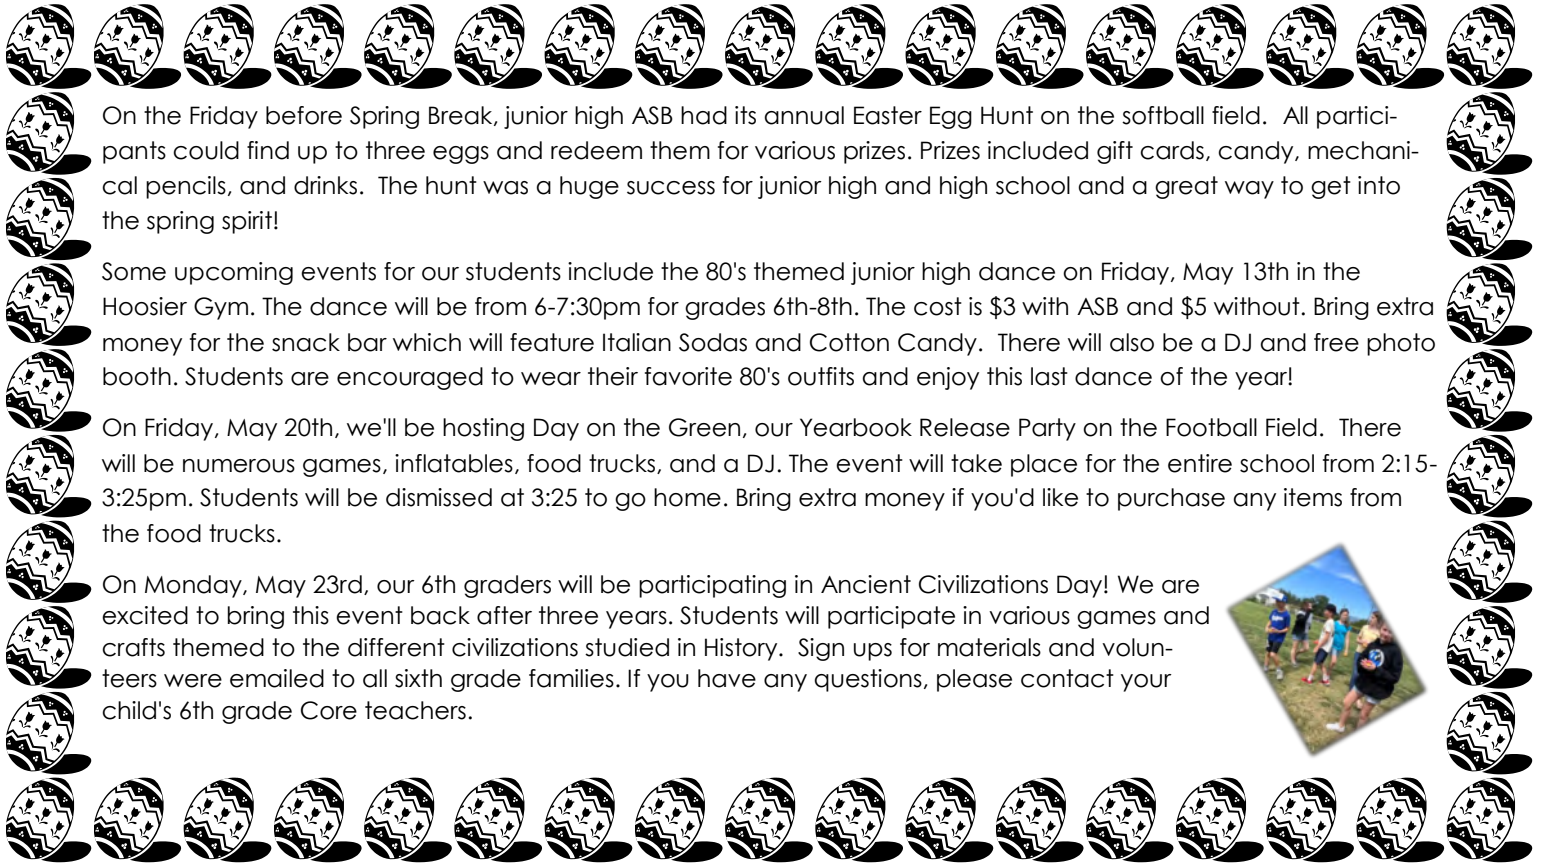 On the Friday before Spring Break, junior high ASB had its annual Easter Egg Hunt on the softball field.  All partici-
pants could find up to three eggs and redeem them for various prizes. Prizes included gift cards, candy, mechani-
cal pencils, and drinks.  The hunt was a huge success for junior high and high school and a great way to get into
the spring spirit!
Some upcoming events for our students include the 80's themed junior high dance on Friday, May 13th in the
Hoosier Gym. The dance will be from 6-7:30pm for grades 6th-8th. The cost is $3 with ASB and $5 without. Bring extra
money for the snack bar which will feature Italian Sodas and Cotton Candy.  There will also be a DJ and free photo
booth. Students are encouraged to wear their favorite 80's outfits and enjoy this last dance of the year!
On Friday, May 20th, we'll be hosting Day on the Green, our Yearbook Release Party on the Football Field.  There
will be numerous games, inflatables, food trucks, and a DJ. The event will take place for the entire school from 2:15-
3:25pm. Students will be dismissed at 3:25 to go home. Bring extra money if you'd like to purchase any items from
the food trucks.
On Monday, May 23rd, our 6th graders will be participating in Ancient Civilizations Day! We are
excited to bring this event back after three years. Students will participate in various games and
crafts themed to the different civilizations studied in History.  Sign ups for materials and volun-
teers were emailed to all sixth grade families. If you have any questions, please contact your
child's 6th grade Core teachers.